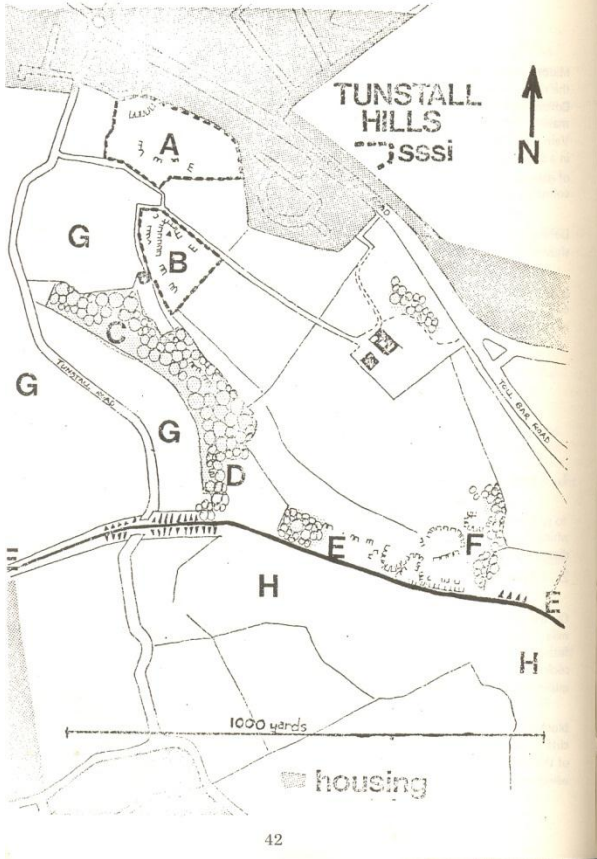 TUNSTALL
HILLS
sssi
N
A
B
G
C
G
TUNSTALL ROAD
G
TOLL BAR ROAD
D
E
F
H
H
1000 yards
housing
42